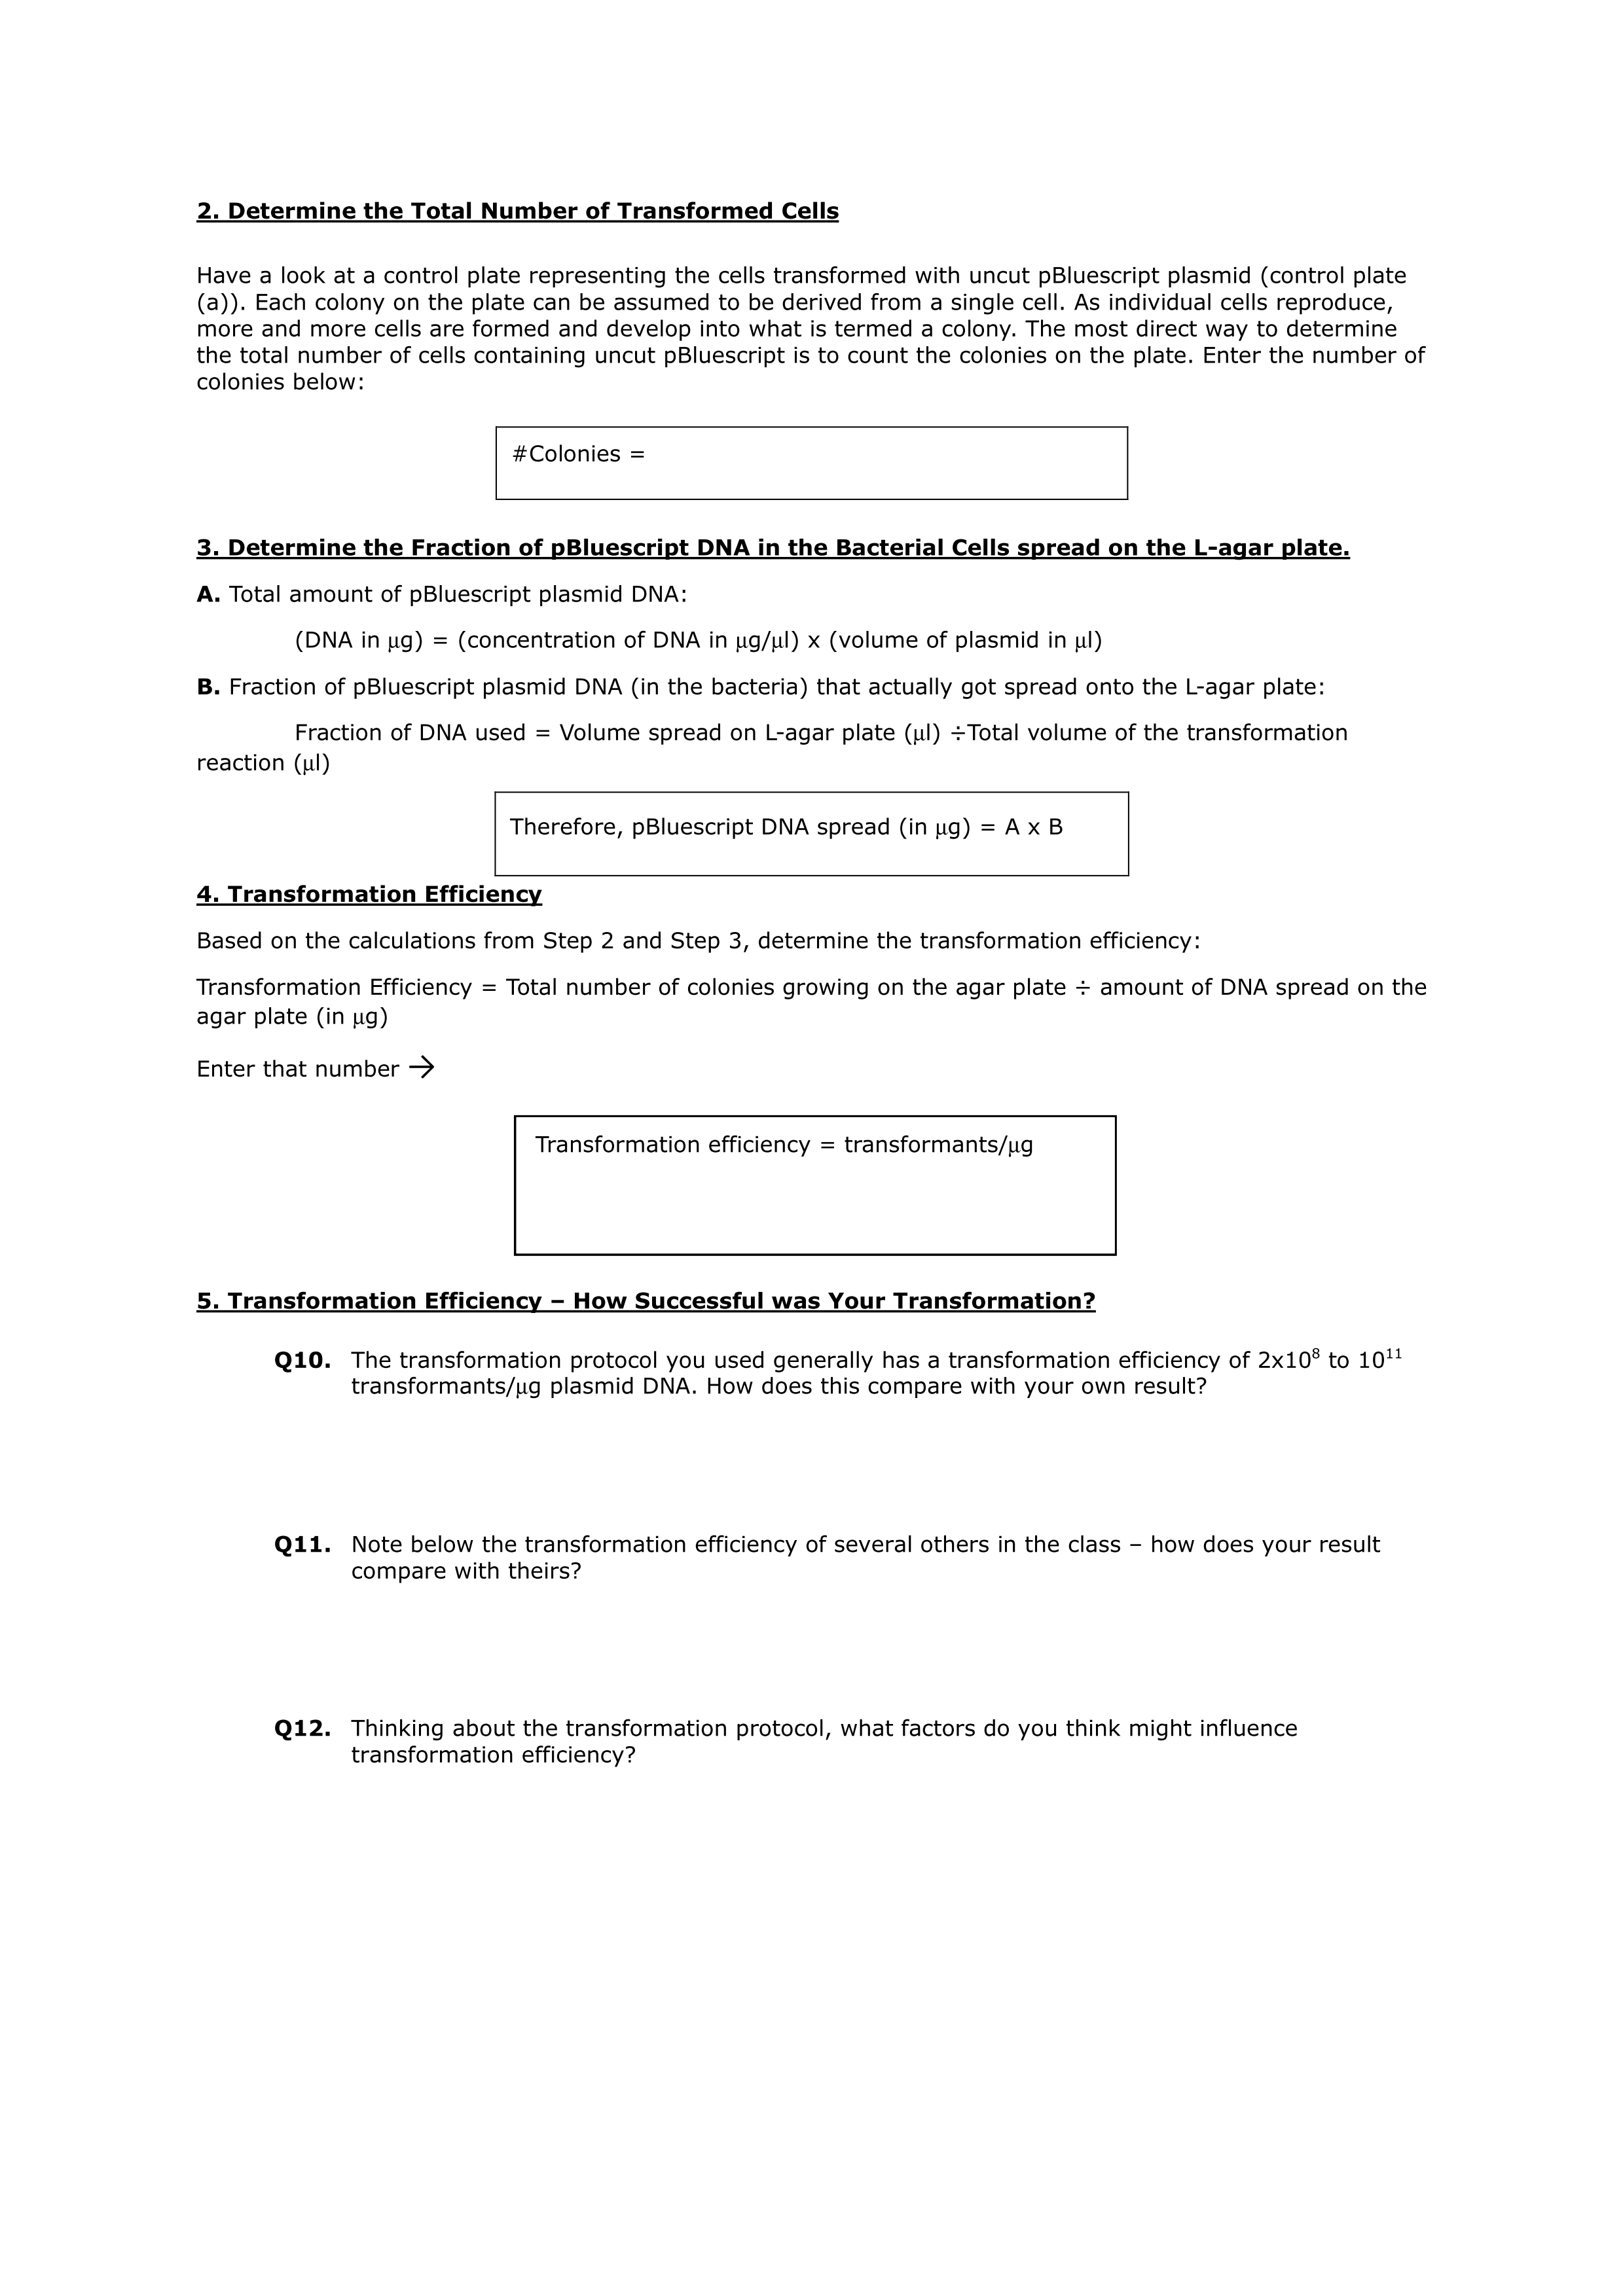 2. Determine the Total Number of Transformed Cells
Have a look at a control plate representing the cells transformed with uncut pBluescript plasmid (control plate
(a)). Each colony on the plate can be assumed to be derived from a single cell. As individual cells reproduce,
more and more cells are formed and develop into what is termed a colony. The most direct way to determine
the total number of cells containing uncut pBluescript is to count the colonies on the plate. Enter the number of
colonies below:
#Colonies =
3. Determine the Fraction of pBluescript DNA in the Bacterial Cells spread on the L-agar plate.
A. Total amount of pBluescript plasmid DNA:
(DNA in μg) = (concentration of DNA in μg/μl) x (volume of plasmid in μl)
B. Fraction of pBluescript plasmid DNA (in the bacteria) that actually got spread onto the L-agar plate:
Fraction of DNA used = Volume spread on L-agar plate (μl) ÷Total volume of the transformation
reaction (μl)
Therefore, pBluescript DNA spread (in μg) = A x B
4. Transformation Efficiency
Based on the calculations from Step 2 and Step 3, determine the transformation efficiency:
Transformation Efficiency = Total number of colonies growing on the agar plate ÷ amount of DNA spread on the
agar plate (in μg)
Enter that number →
Transformation efficiency = transformants/μg
5. Transformation Efficiency – How Successful was Your Transformation?
Q10. The transformation protocol you used generally has a transformation efficiency of 2x10⁸ to 10¹¹
transformants/μg plasmid DNA. How does this compare with your own result?
Q11. Note below the transformation efficiency of several others in the class – how does your result
compare with theirs?
Q12. Thinking about the transformation protocol, what factors do you think might influence
transformation efficiency?